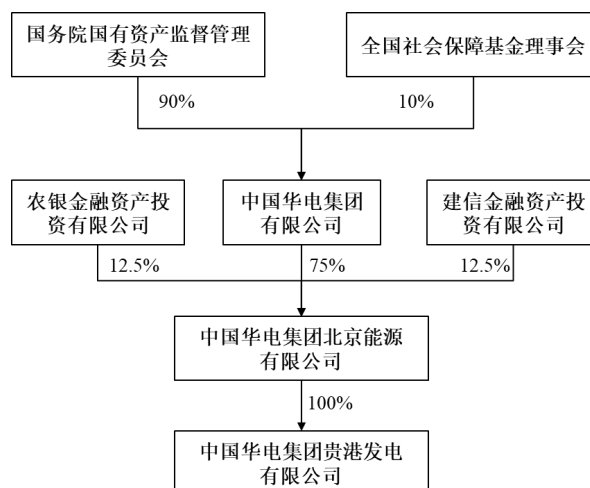 国务院国有资产监督管理
委员会
全国社会保障基金理事会
90%
10%
农银金融资产投
资有限公司
中国华电集团
有限公司
建信金融资产投
资有限公司
12.5%
75%
12.5%
中国华电集团北京能源
有限公司
100%
中国华电集团贵港发电
有限公司